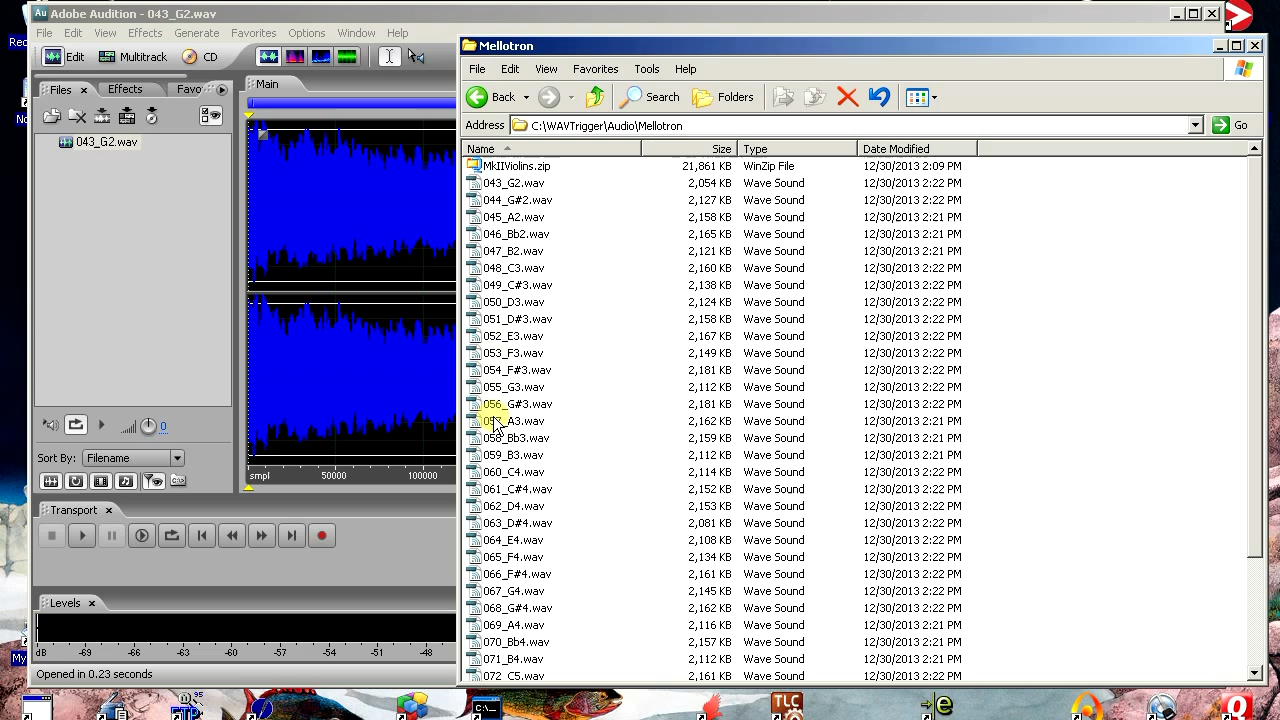 Adobe Audition - 043_G2.wav
File Edit View Effects Generate Favorites Options Window Help
Edit Multitrack CD
Files Effects Favo
Main
043_G2.wav
0
Sort By: Filename
smpl 50000 100000
Transport
Levels
dB -69 -66 -63 -60 -57 -54 -51 -48
Opened in 0.23 seconds
Mellotron
File Edit View Favorites Tools Help
Back Search Folders
Address C:\WAVTrigger\Audio\Mellotron Go
Name Size Type Date Modified
MkIIViolins.zip 21,861 KB WinZip File 12/30/2013 2:09 PM
043_G2.wav 2,054 KB Wave Sound 12/30/2013 2:22 PM
044_G#2.wav 2,127 KB Wave Sound 12/30/2013 2:22 PM
045_A2.wav 2,158 KB Wave Sound 12/30/2013 2:21 PM
046_Bb2.wav 2,165 KB Wave Sound 12/30/2013 2:21 PM
047_B2.wav 2,121 KB Wave Sound 12/30/2013 2:21 PM
048_C3.wav 2,160 KB Wave Sound 12/30/2013 2:22 PM
049_C#3.wav 2,138 KB Wave Sound 12/30/2013 2:22 PM
050_D3.wav 2,124 KB Wave Sound 12/30/2013 2:22 PM
051_D#3.wav 2,158 KB Wave Sound 12/30/2013 2:22 PM
052_E3.wav 2,167 KB Wave Sound 12/30/2013 2:22 PM
053_F3.wav 2,149 KB Wave Sound 12/30/2013 2:22 PM
054_F#3.wav 2,181 KB Wave Sound 12/30/2013 2:22 PM
055_G3.wav 2,112 KB Wave Sound 12/30/2013 2:22 PM
056_G#3.wav 2,181 KB Wave Sound 12/30/2013 2:22 PM
A3.wav 2,162 KB Wave Sound 12/30/2013 2:21 PM
058_Bb3.wav 2,159 KB Wave Sound 12/30/2013 2:21 PM
059_B3.wav 2,112 KB Wave Sound 12/30/2013 2:21 PM
060_C4.wav 2,114 KB Wave Sound 12/30/2013 2:22 PM
061_C#4.wav 2,152 KB Wave Sound 12/30/2013 2:22 PM
062_D4.wav 2,153 KB Wave Sound 12/30/2013 2:22 PM
063_D#4.wav 2,081 KB Wave Sound 12/30/2013 2:22 PM
064_E4.wav 2,108 KB Wave Sound 12/30/2013 2:22 PM
065_F4.wav 2,134 KB Wave Sound 12/30/2013 2:22 PM
066_F#4.wav 2,161 KB Wave Sound 12/30/2013 2:22 PM
067_G4.wav 2,145 KB Wave Sound 12/30/2013 2:22 PM
068_G#4.wav 2,162 KB Wave Sound 12/30/2013 2:22 PM
069_A4.wav 2,116 KB Wave Sound 12/30/2013 2:21 PM
070_Bb4.wav 2,157 KB Wave Sound 12/30/2013 2:21 PM
071_B4.wav 2,112 KB Wave Sound 12/30/2013 2:21 PM
072_C5.wav 2,161 KB Wave Sound 12/30/2013 2:22 PM
C:\_
TLC